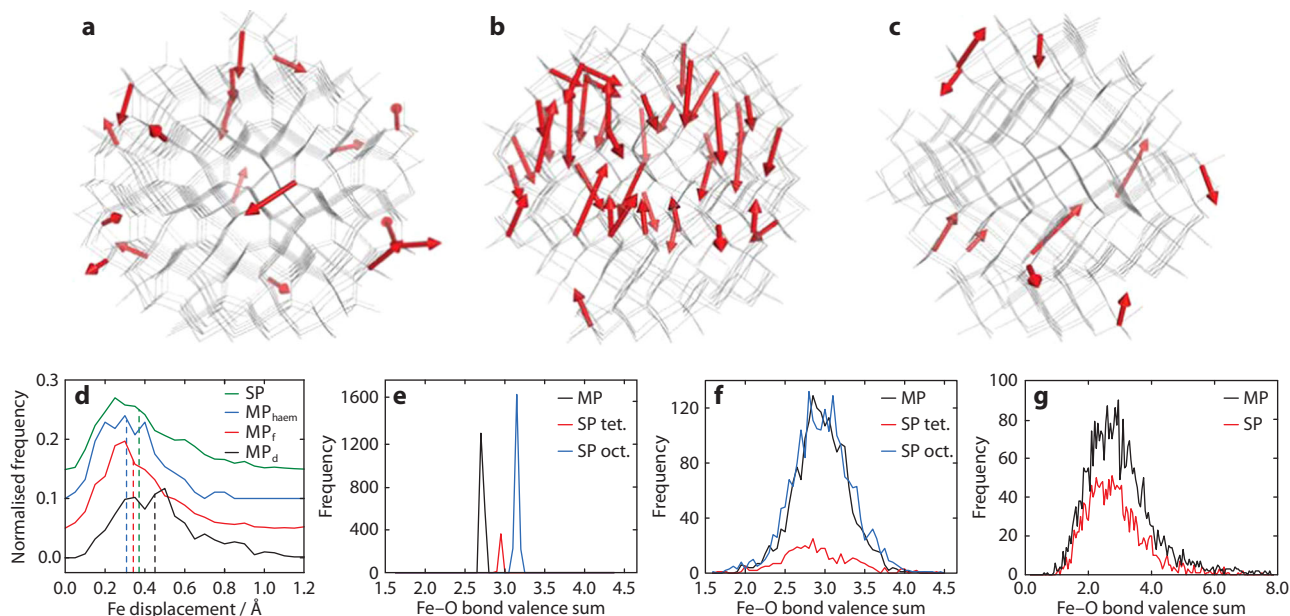 a
b
c
d
Normalised frequency
0.3
0.2
0.1
0.0
SP
MPhaem
MPf
MPd
0.0 0.2 0.4 0.6 0.8 1.0 1.2
Fe displacement / Å
e
Frequency
1600
1200
800
400
0
MP
SP tet.
SP oct.
1.5 2.0 2.5 3.0 3.5 4.0 4.5
Fe–O bond valence sum
f
Frequency
120
80
40
0
MP
SP tet.
SP oct.
1.5 2.0 2.5 3.0 3.5 4.0 4.5
Fe–O bond valence sum
g
Frequency
100
80
60
40
20
0
MP
SP
0.0 2.0 4.0 6.0 8.0
Fe–O bond valence sum